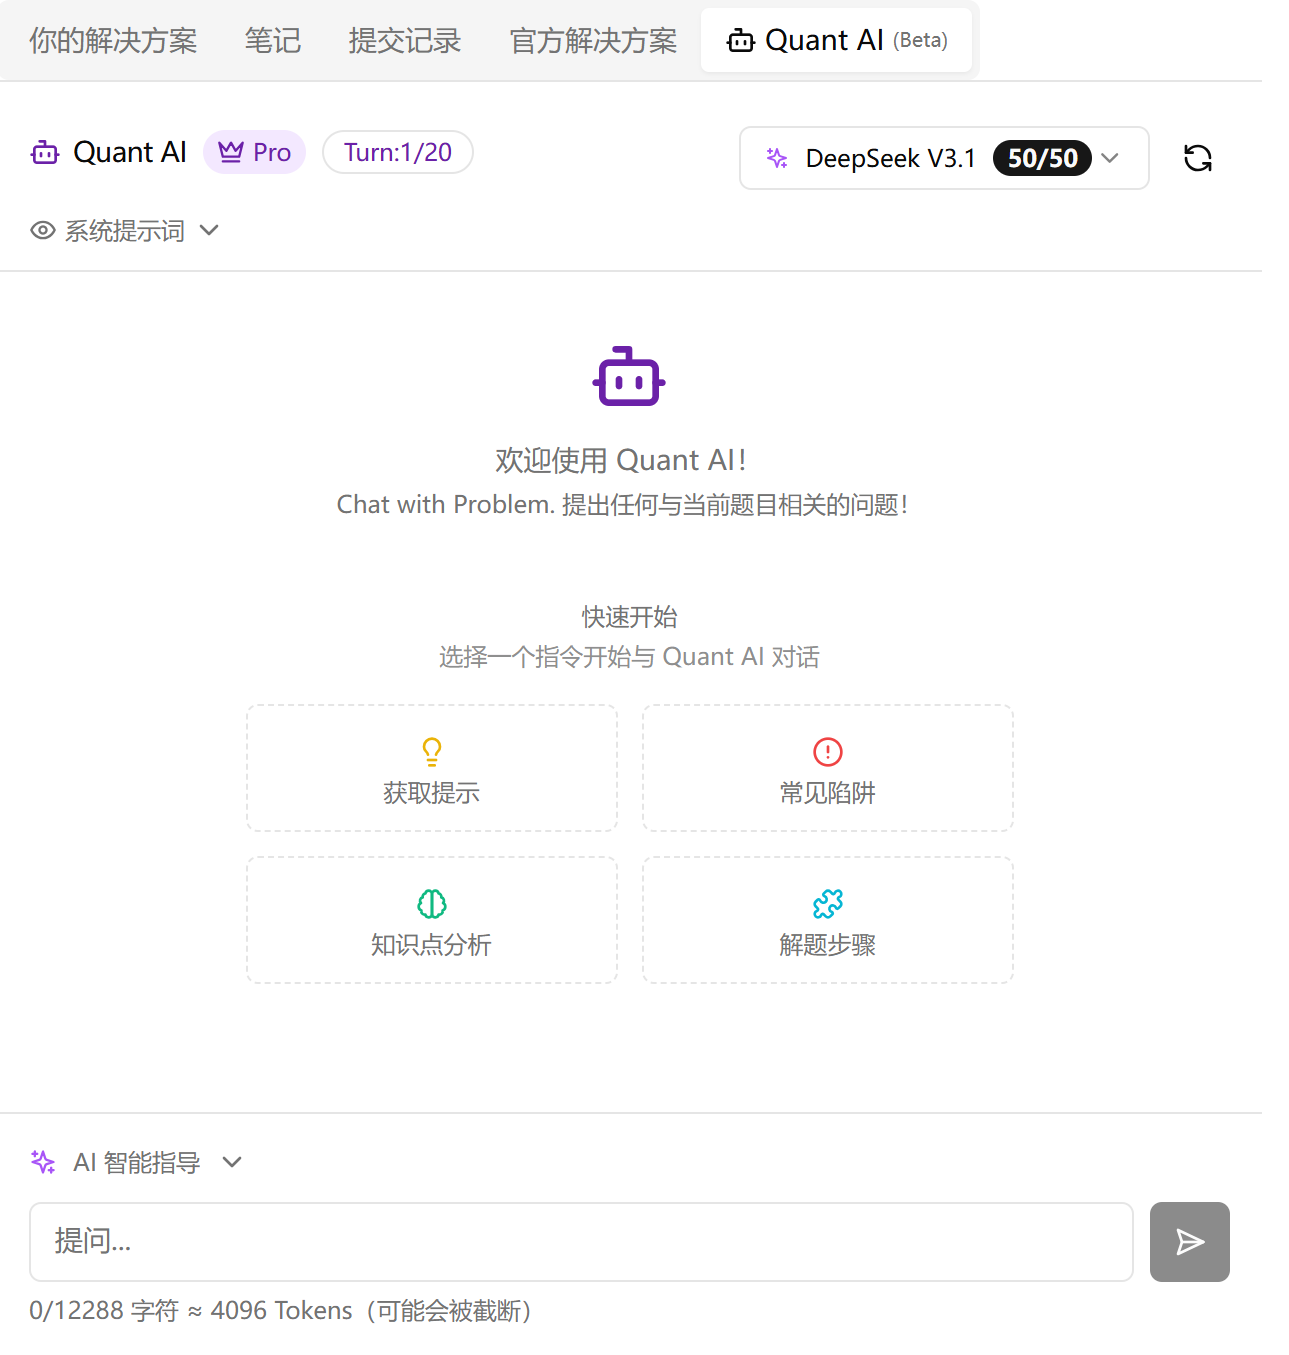 你的解决方案 笔记 提交记录 官方解决方案 Quant AI (Beta)
Quant AI Pro Turn:1/20 DeepSeek V3.1 50/50
系统提示词
欢迎使用 Quant AI！
Chat with Problem. 提出任何与当前题目相关的问题！
快速开始
选择一个指令开始与 Quant AI 对话
获取提示 常见陷阱
知识点分析 解题步骤
AI 智能指导
提问...
0/12288 字符 ≈ 4096 Tokens（可能会被截断）